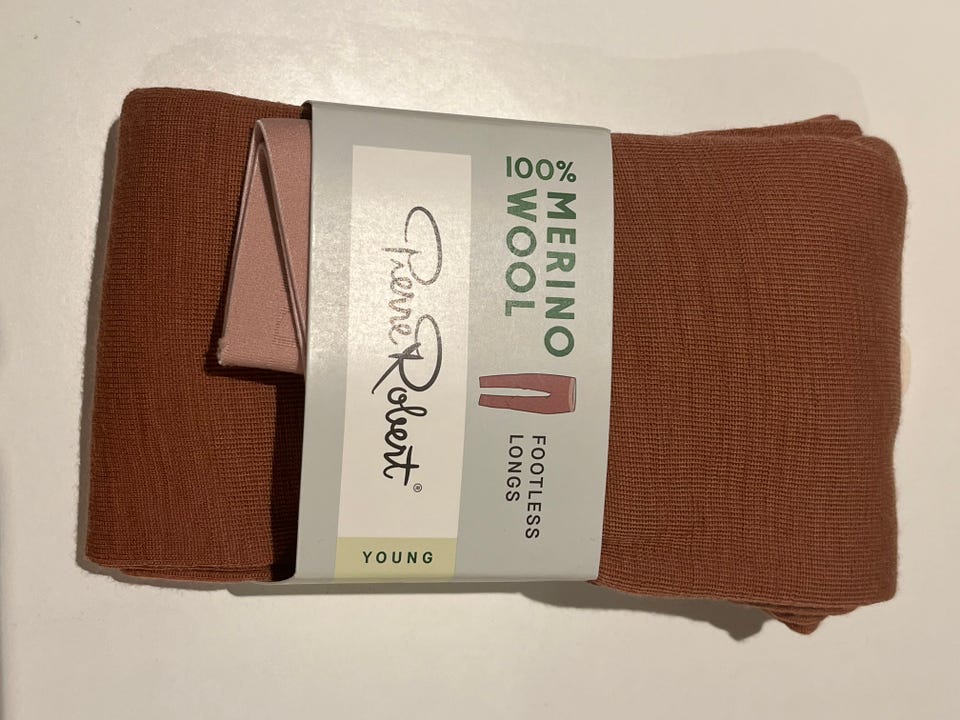 Pierre Robert®
YOUNG
100% MERINO
WOOL
FOOTLESS
LONGS